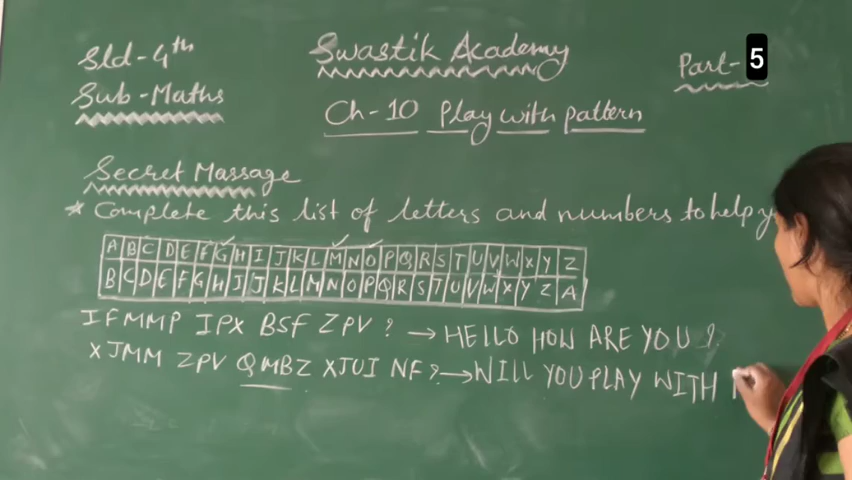 Swastik Academy
Std-4th
Part-5
Sub-Maths
Ch-10 Play with pattern
Secret Massage
* Complete this list of letters and numbers to help y
A B C D E F G H I J K L M N O P Q R S T U V W X Y Z
B C D E F G H I J K L M N O P Q R S T U V W X Y Z A
IFMMP IPX BSF ZPV ? → HELLO HOW ARE YOU ?
XJMM ZPV QMBZ XJUI NF ? → WILL YOU PLAY WITH